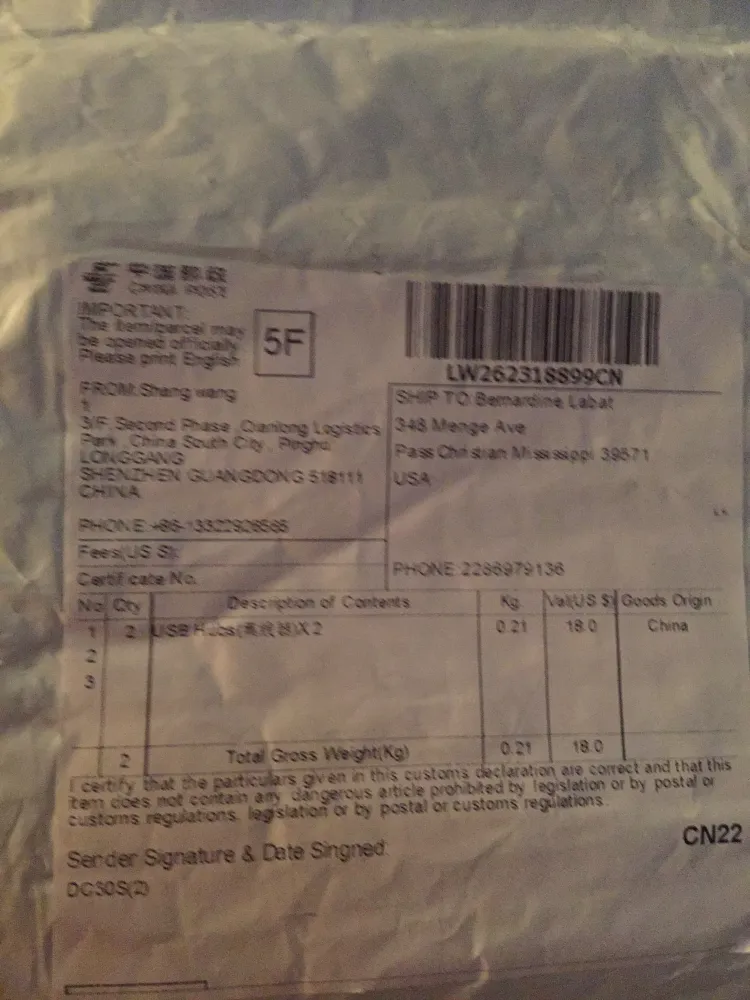 中国邮政
CHINA POST
IMPORTANT:
The item/parcel may
be opened officially
Please print English
5F
LW262318899CN
FROM: Shang wang
1
3/F, Second Phase ,Qianlong Logistics
Park , China South City , Pinghu
LONGGANG
SHENZHEN GUANGDONG 518111
CHINA
PHONE:+86-13322926565
Fees(US $):
Certificate No.
SHIP TO: Bernardine Labat
348 Menge Ave
Pass Christian Mississippi 39571
USA
PHONE:2286979136
No Qty Description of Contents Kg. Val(US $) Goods Origin
1 2 USB Hubs(集线器)X2 0.21 18.0 China
2
3
2 Total Gross Weight(Kg) 0.21 18.0
I certify that the particulars given in this customs declaration are correct and that this
item does not contain any dangerous article prohibited by legislation or by postal or
customs regulations. legislation or by postal or customs regulations.
Sender Signature & Date Singned:
CN22
DC30S(2)